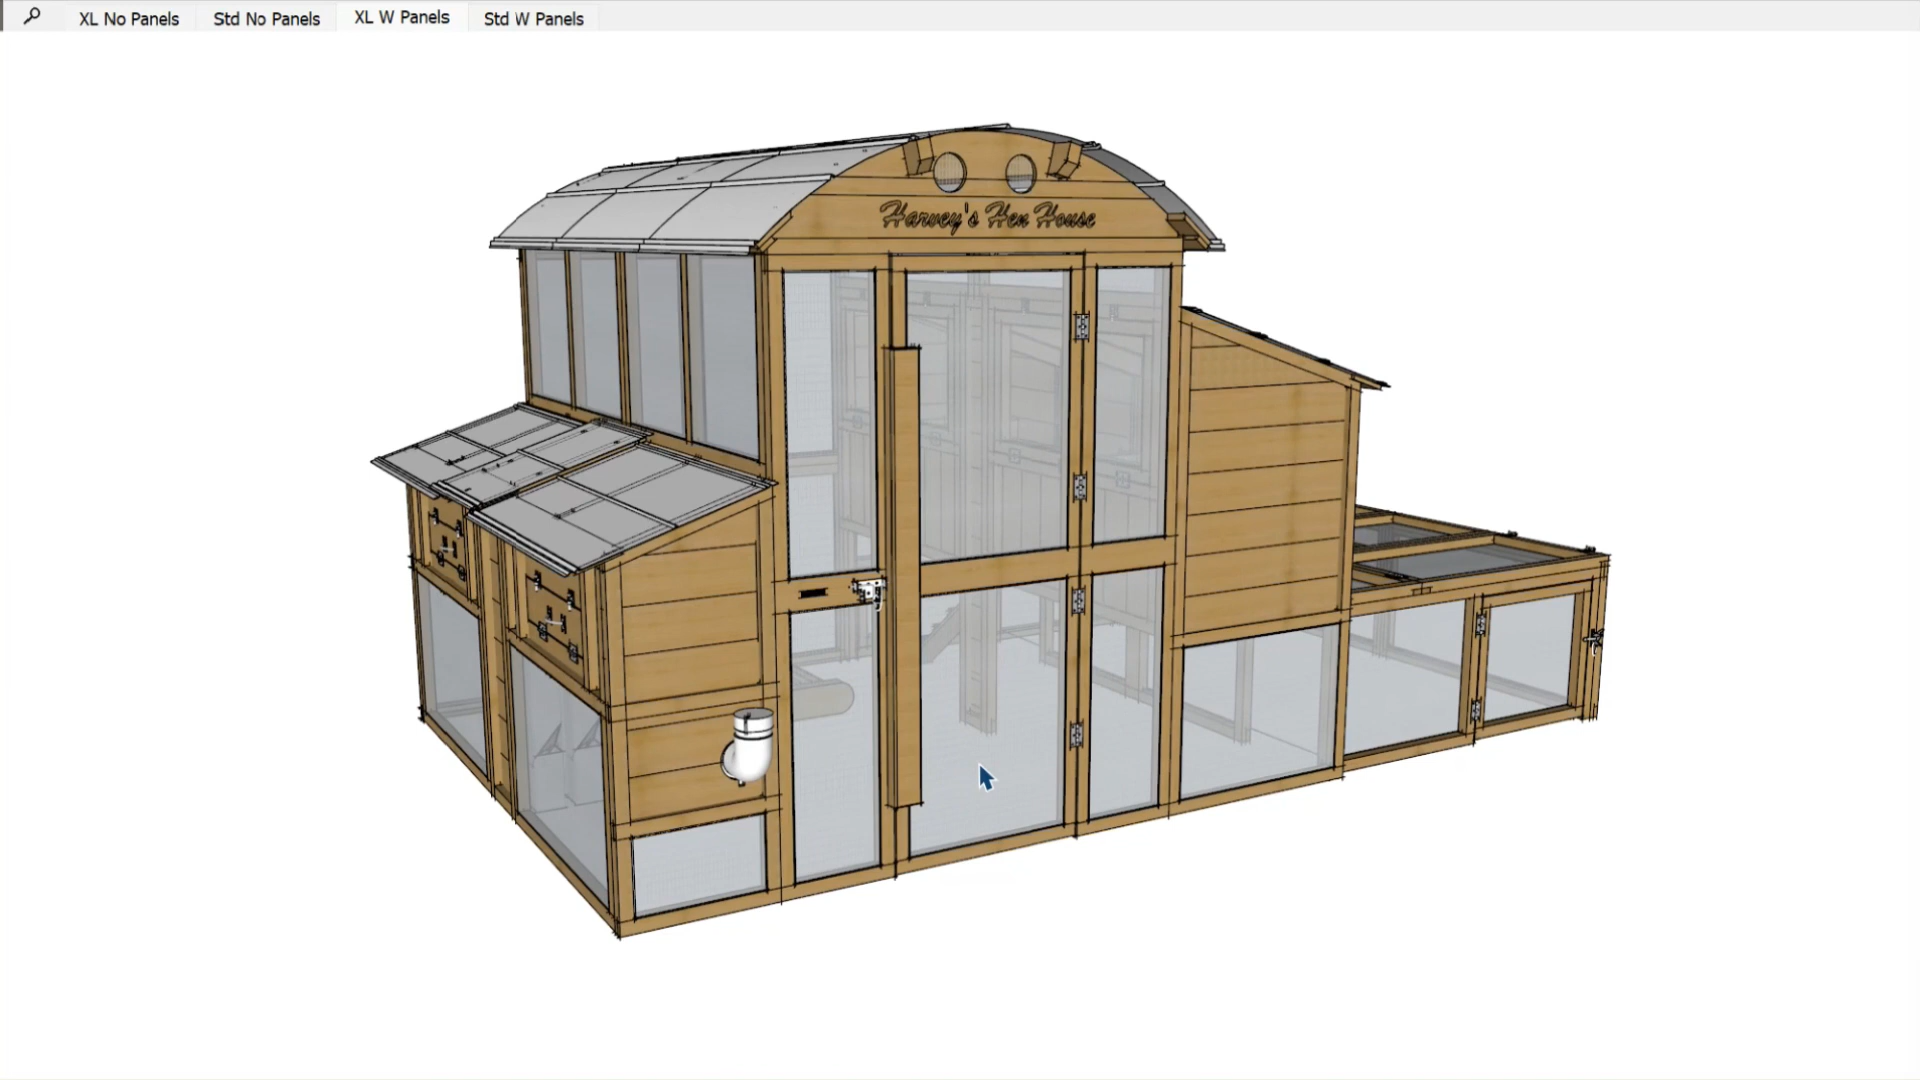 XL No Panels
Std No Panels
XL W Panels
Std W Panels
Harvey's Hen House